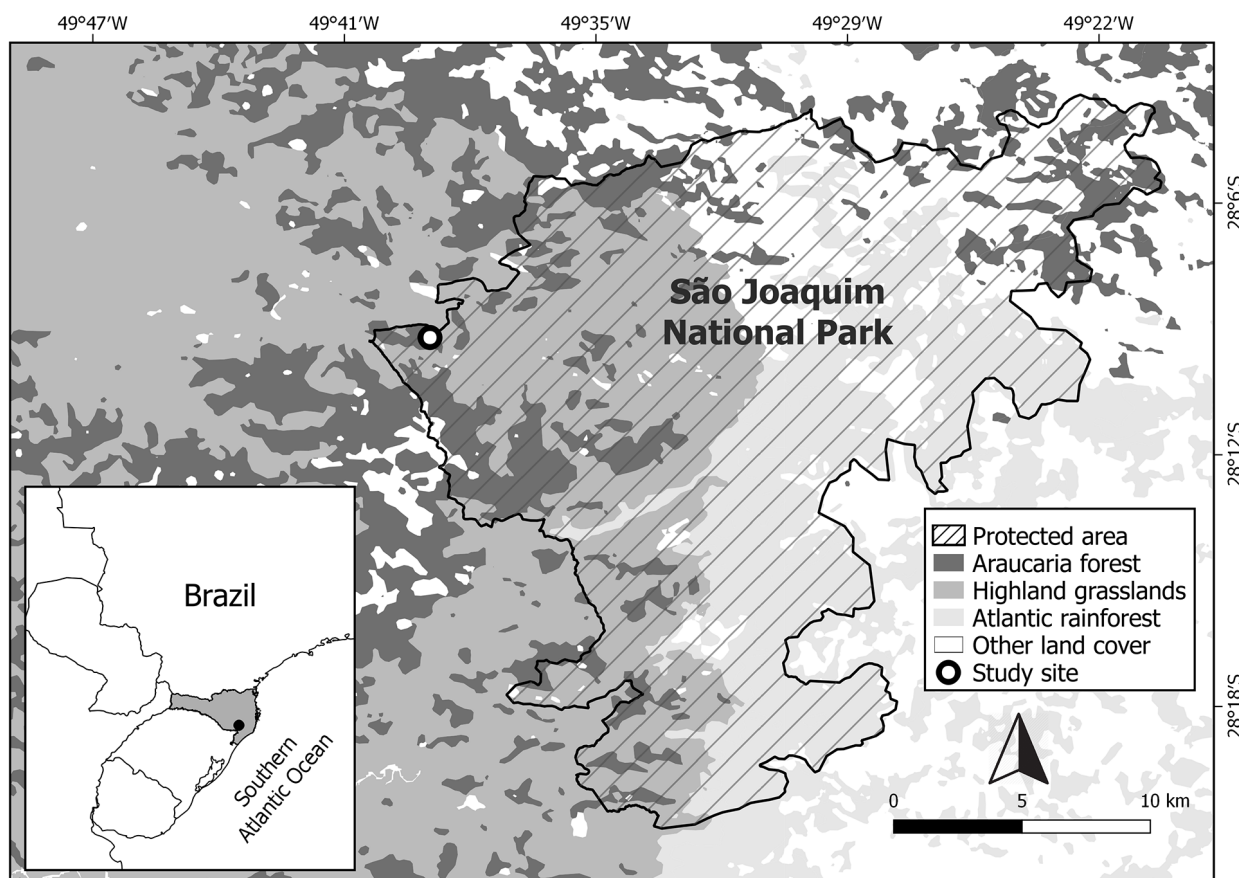 49°47'W
49°41'W
49°35'W
49°29'W
49°22'W
28°6'S
São Joaquim
National Park
28°12'S
Protected area
Araucaria forest
Highland grasslands
Atlantic rainforest
Other land cover
Study site
Brazil
28°18'S
Southern
Atlantic Ocean
0
5
10 km